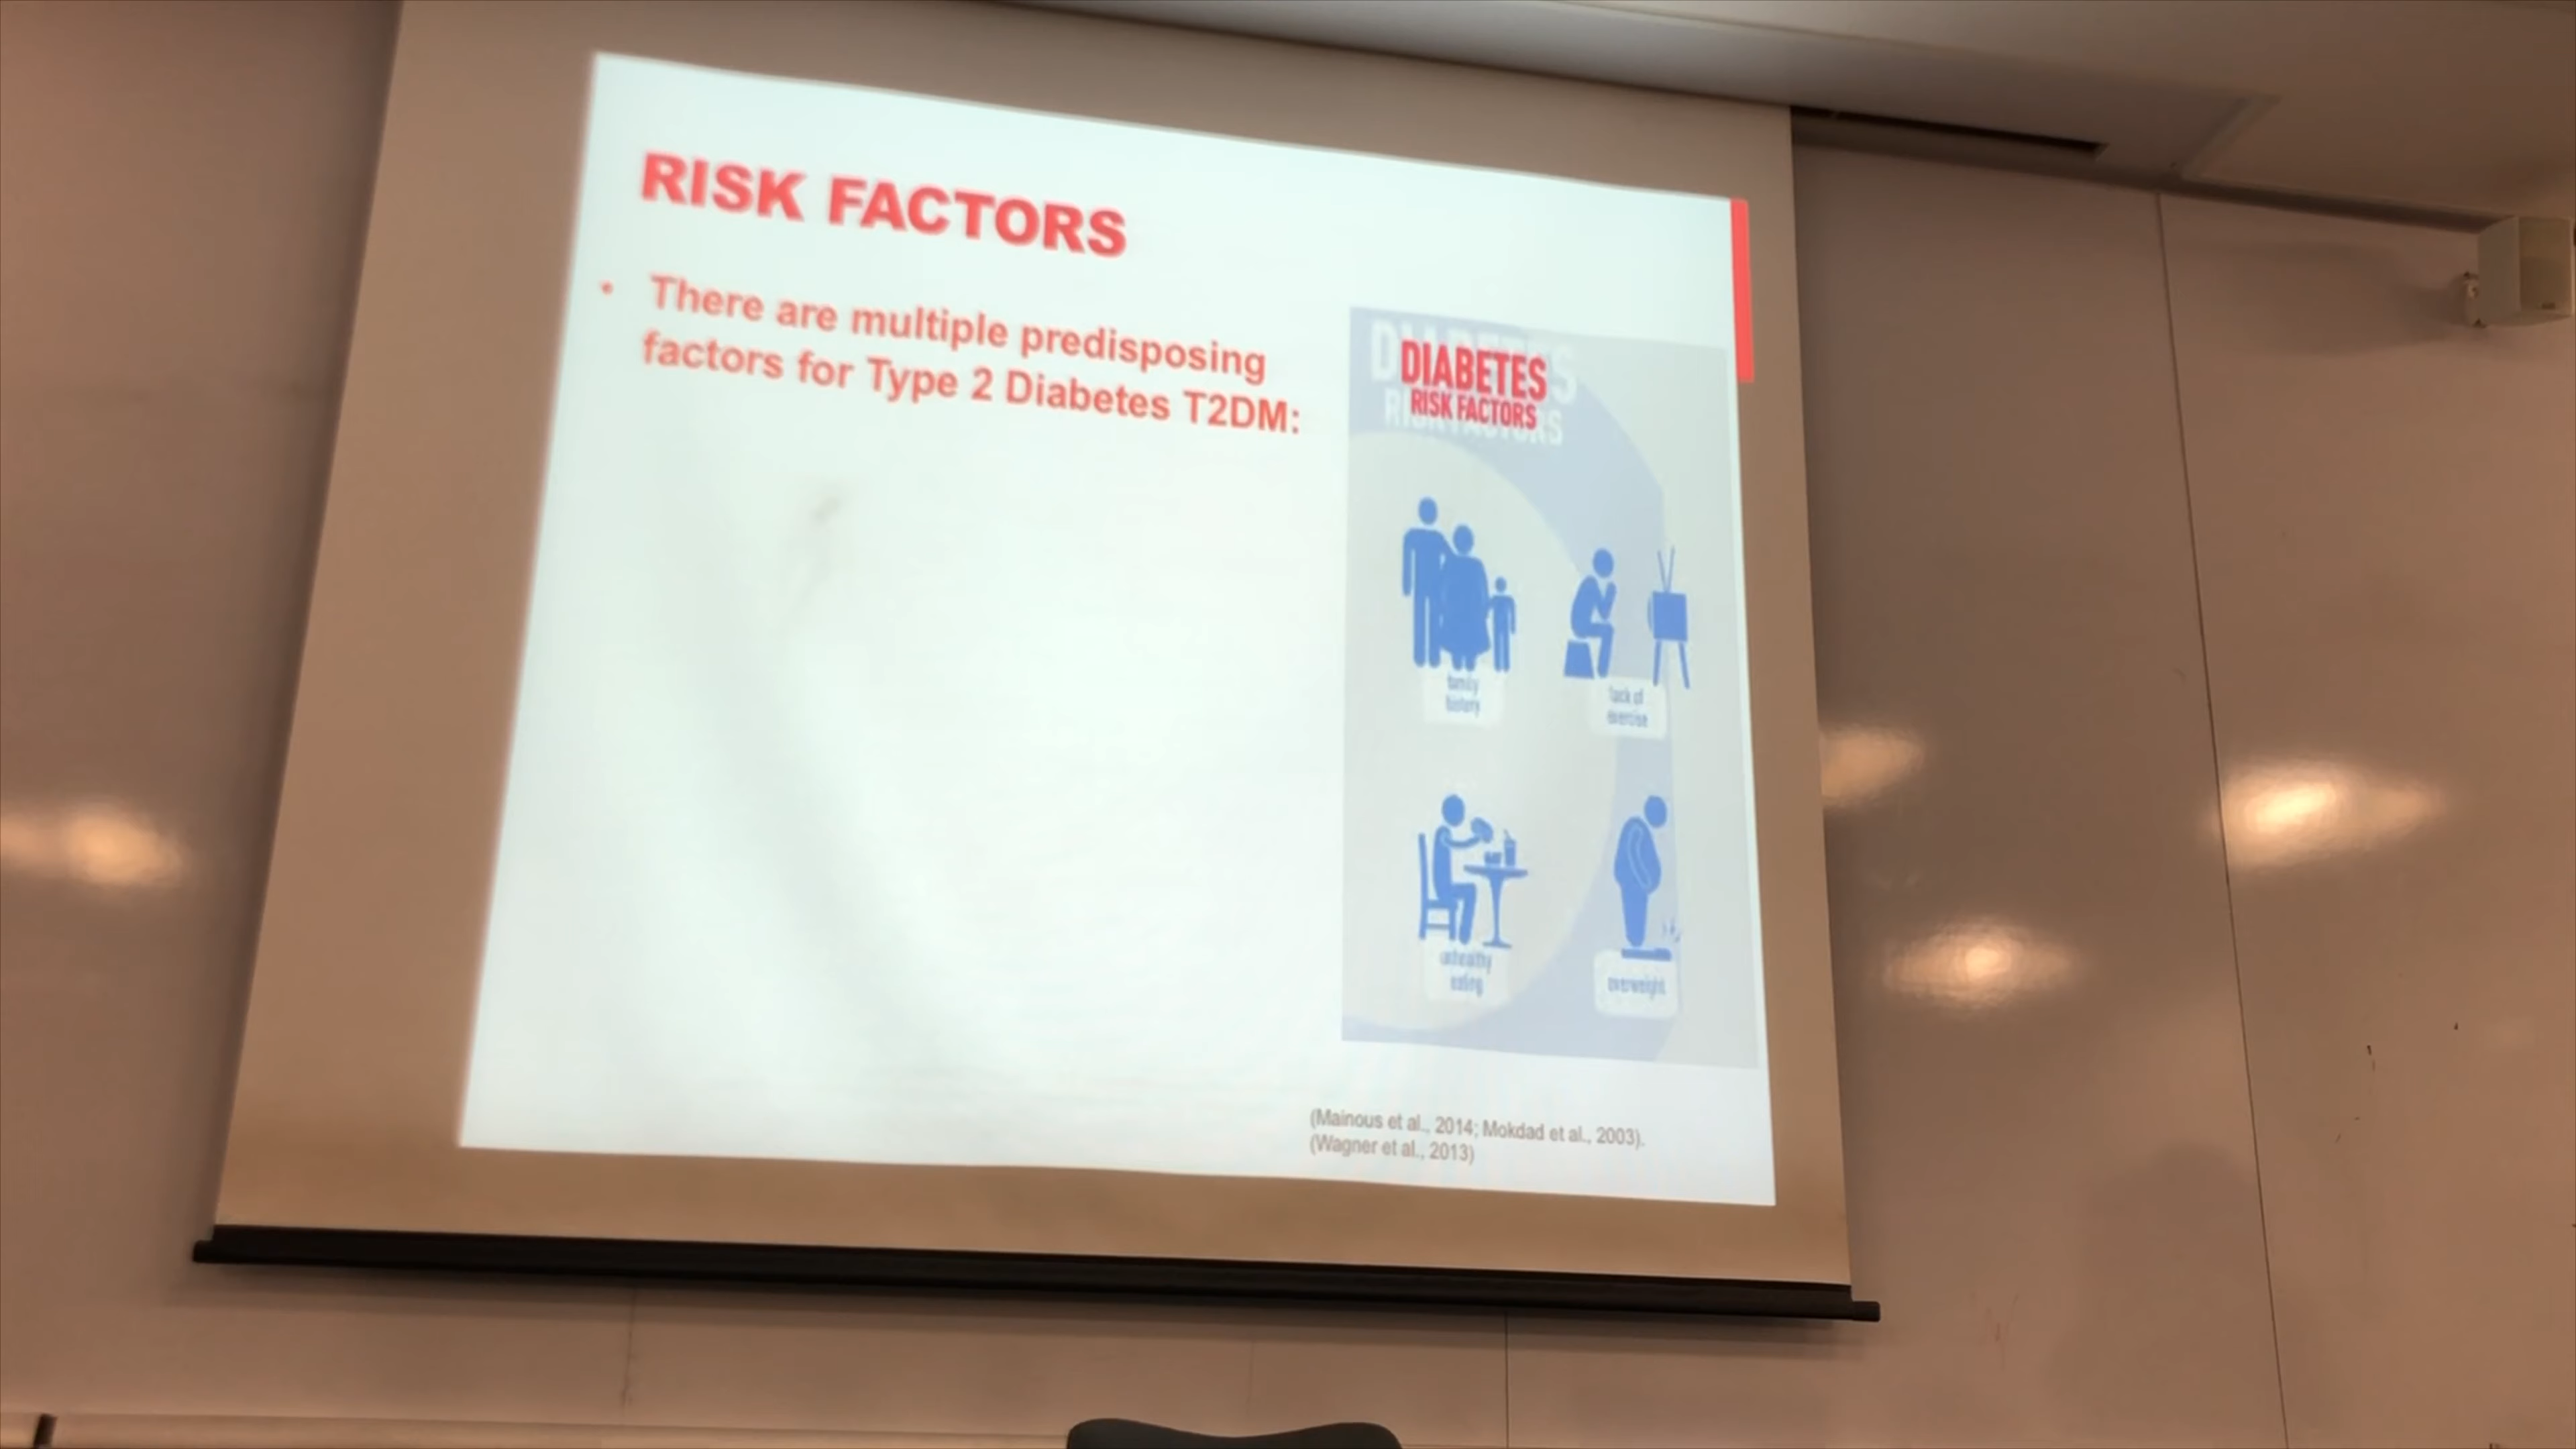 RISK FACTORS
• There are multiple predisposing
factors for Type 2 Diabetes T2DM:
DIABETES
RISK FACTORS
family
history
lack of
exercise
unhealthy
eating
overweight
(Mainous et al., 2014; Mokdad et al., 2003).
(Wagner et al., 2013)